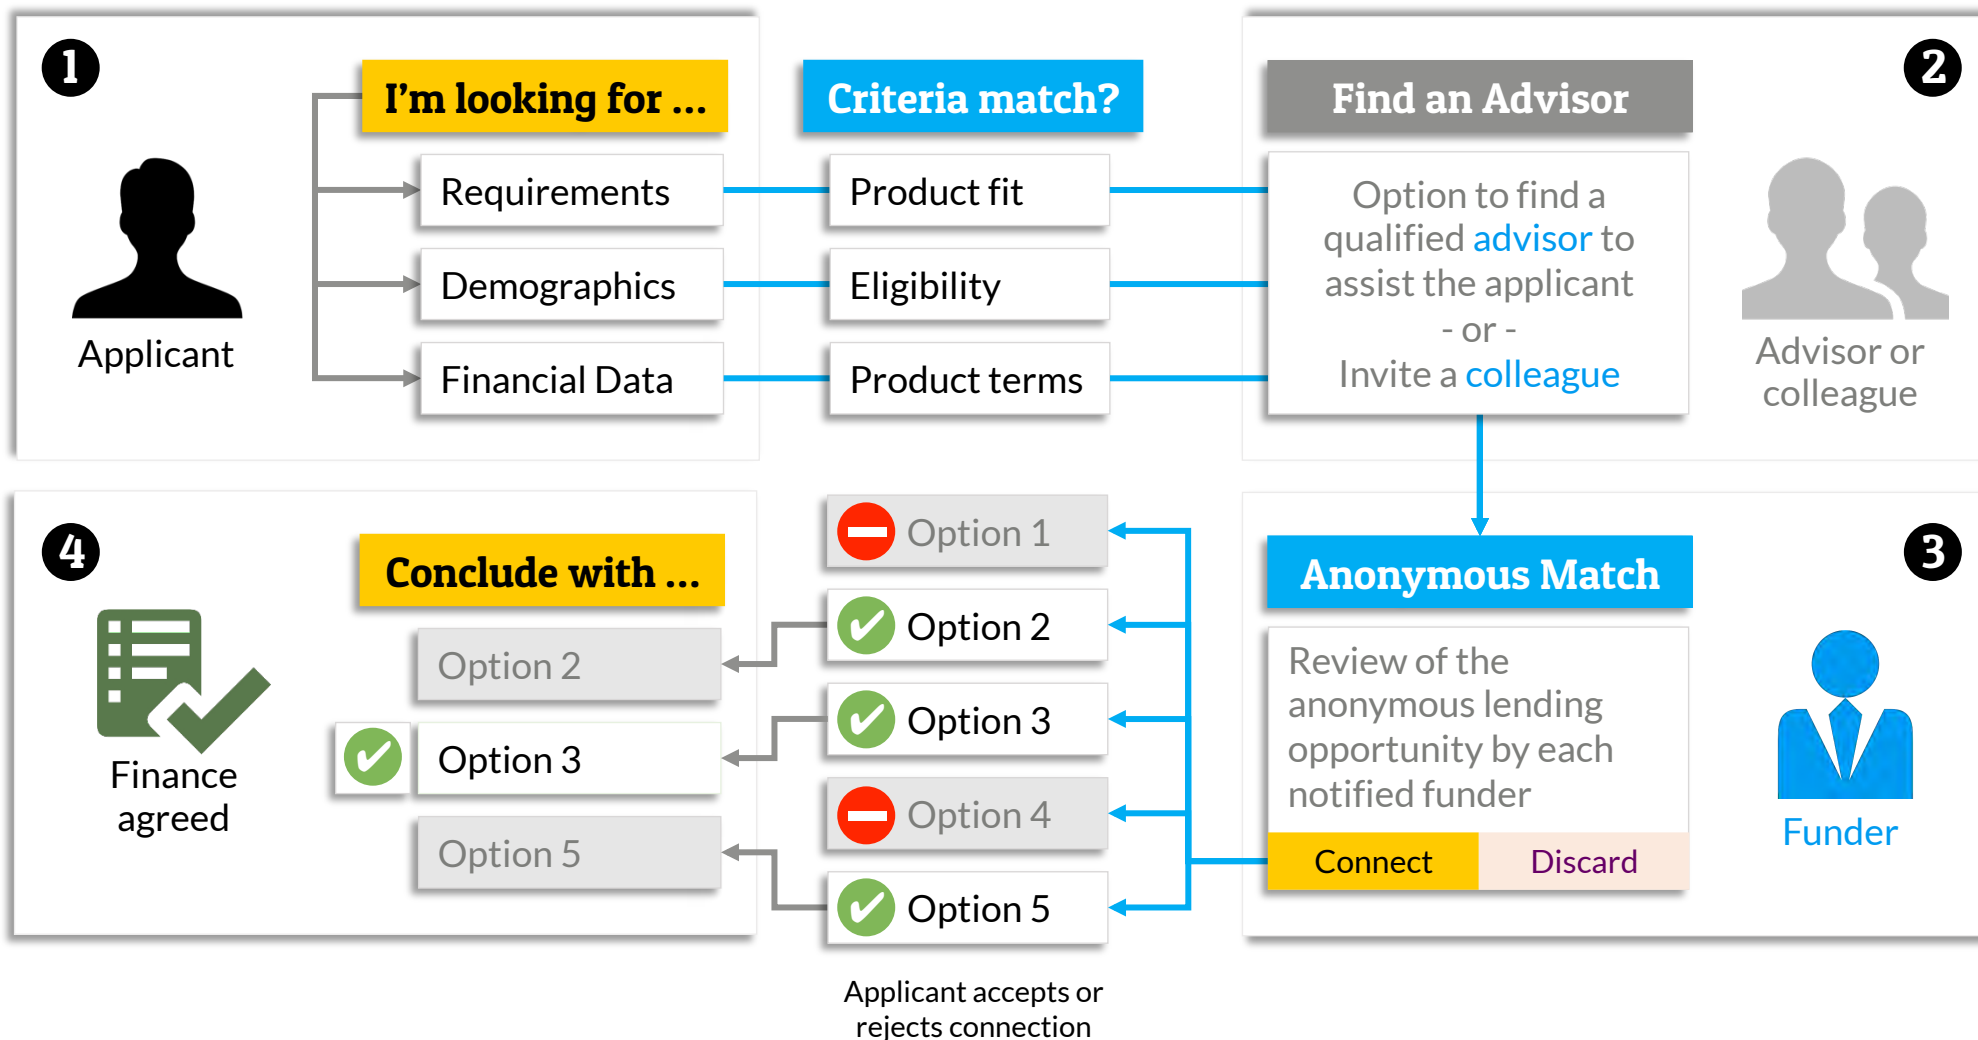 1
I'm looking for ...
Requirements
Demographics
Financial Data
Applicant
Criteria match?
Product fit
Eligibility
Product terms
2
Find an Advisor
Option to find a
qualified advisor to
assist the applicant
- or -
Invite a colleague
Advisor or
colleague
3
Anonymous Match
Review of the
anonymous lending
opportunity by each
notified funder
Connect
Discard
Funder
Option 1
Option 2
Option 3
Option 4
Option 5
Applicant accepts or
rejects connection
4
Conclude with ...
Option 2
Option 3
Option 5
Finance
agreed